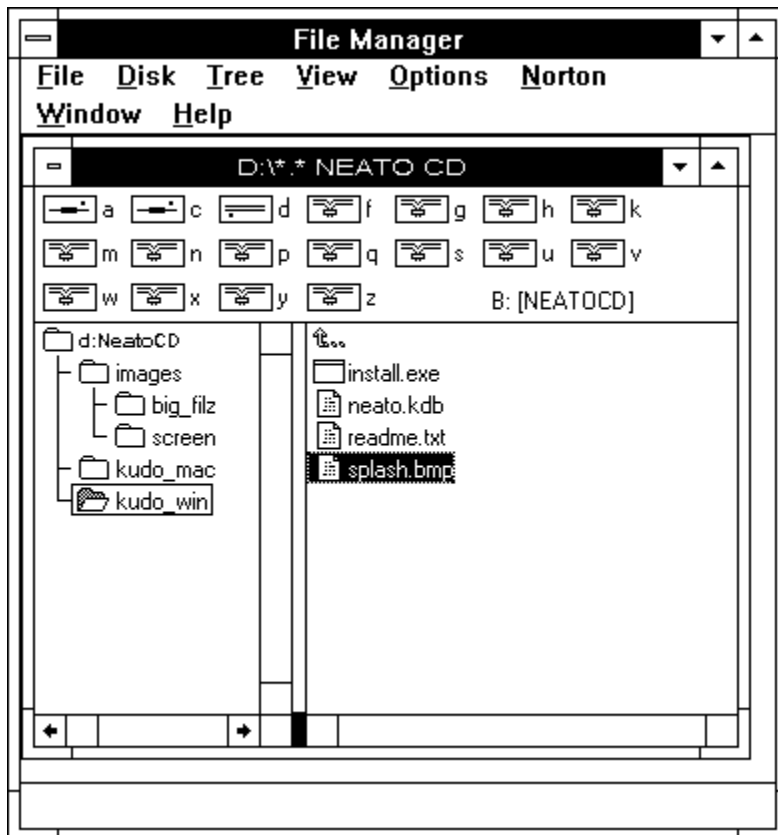 File Manager
File Disk Tree View Options Norton
Window Help
D:\*.* NEATO CD
a c d f g h k
m n p q s u v
w x y z B: [NEATOCD]
d:NeatoCD
images
big_filz
screen
kudo_mac
kudo_win
..
install.exe
neato.kdb
readme.txt
splash.bmp